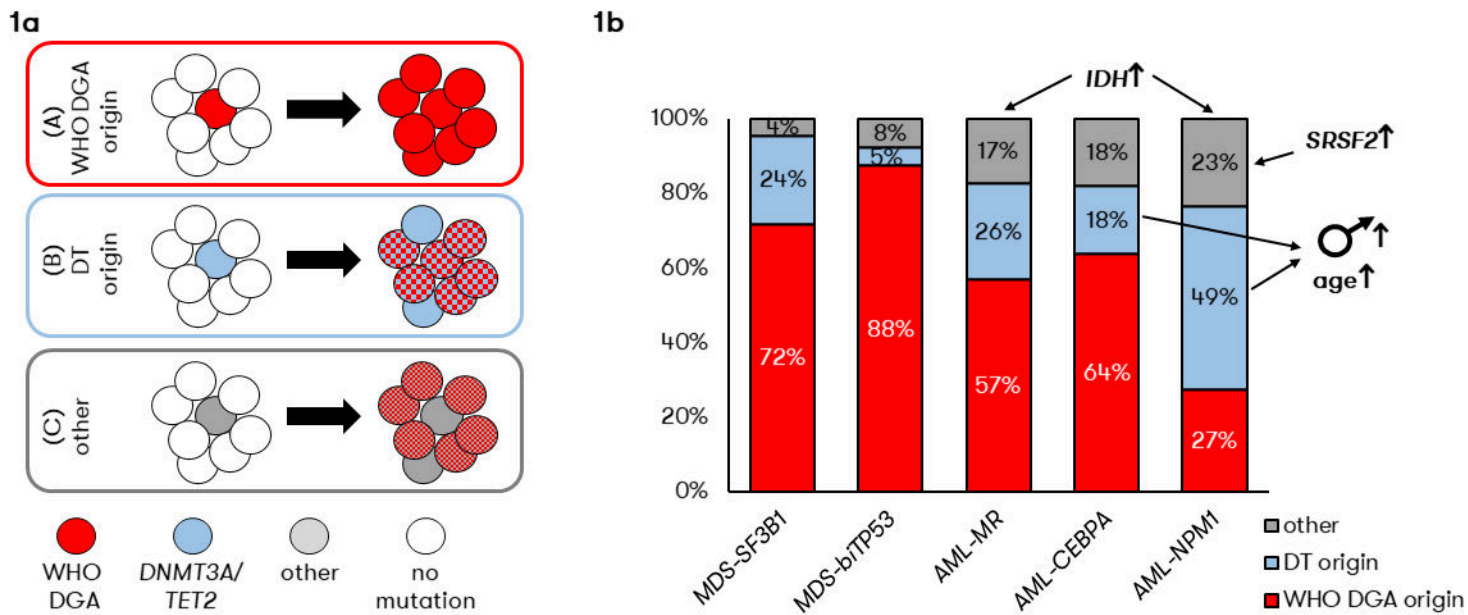 1a
(A)
WHO DGA
origin
(B)
DT
origin
(C)
other
WHO
DGA
DNMT3A/
TET2
other
no
mutation
1b
IDH↑
SRSF2↑
♂↑
age↑
100%
80%
60%
40%
20%
0%
4%
24%
72%
8%
5%
88%
17%
26%
57%
18%
18%
64%
23%
49%
27%
MDS-SF3B1
MDS-biTP53
AML-MR
AML-CEBPA
AML-NPM1
other
DT origin
WHO DGA origin